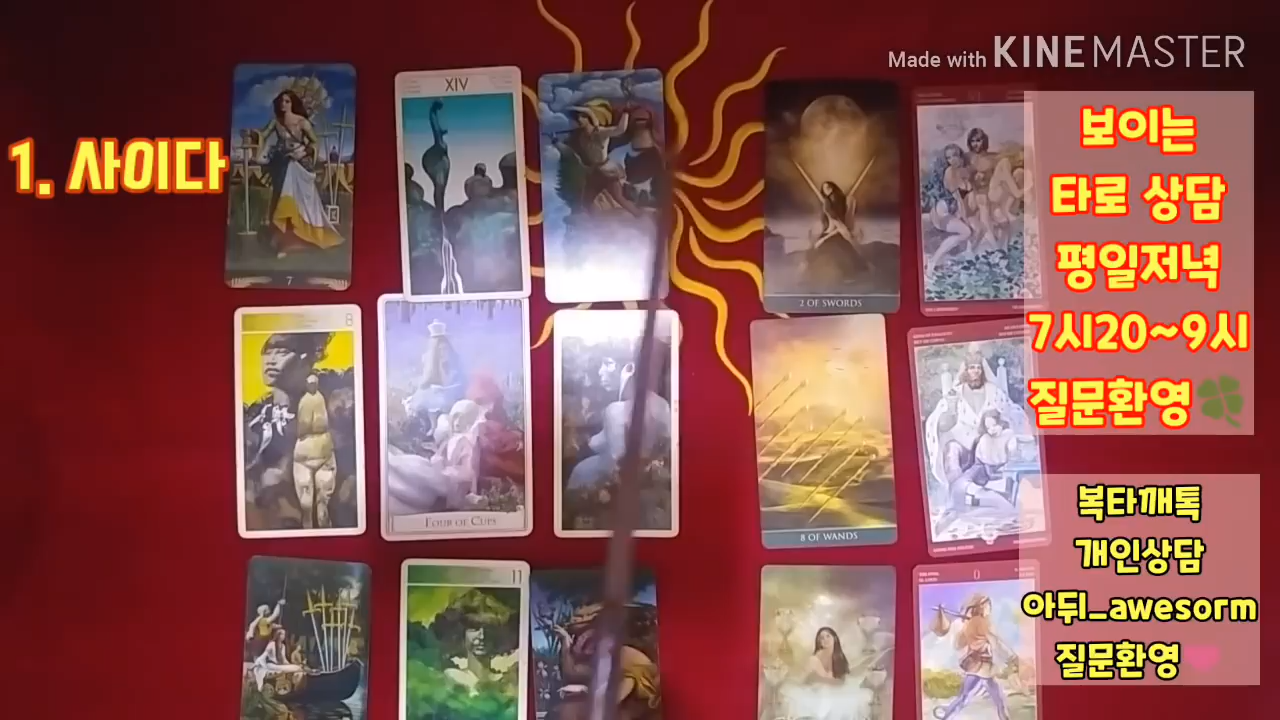 Made with KINEMASTER
보이는
타로 상담
평일저녁
7시20~9시
질문환영
1. 사이다
XIV
7
2 OF SWORDS
8
FOUR OF CUPS
8 OF WANDS
복타깨톡
개인상담
아뒤_awesorm
질문환영
11
0